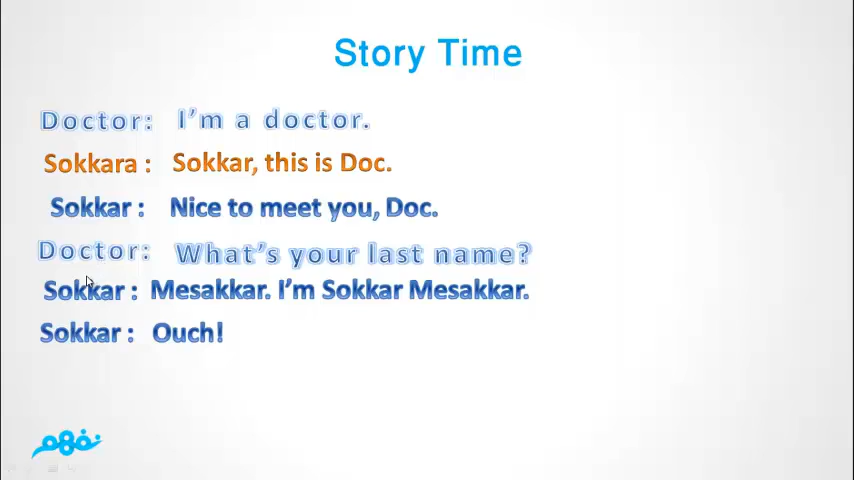 Story Time
Doctor: I'm a doctor.
Sokkara : Sokkar, this is Doc.
Sokkar : Nice to meet you, Doc.
Doctor: What's your last name?
Sokkar : Mesakkar. I'm Sokkar Mesakkar.
Sokkar : Ouch!
نفهم